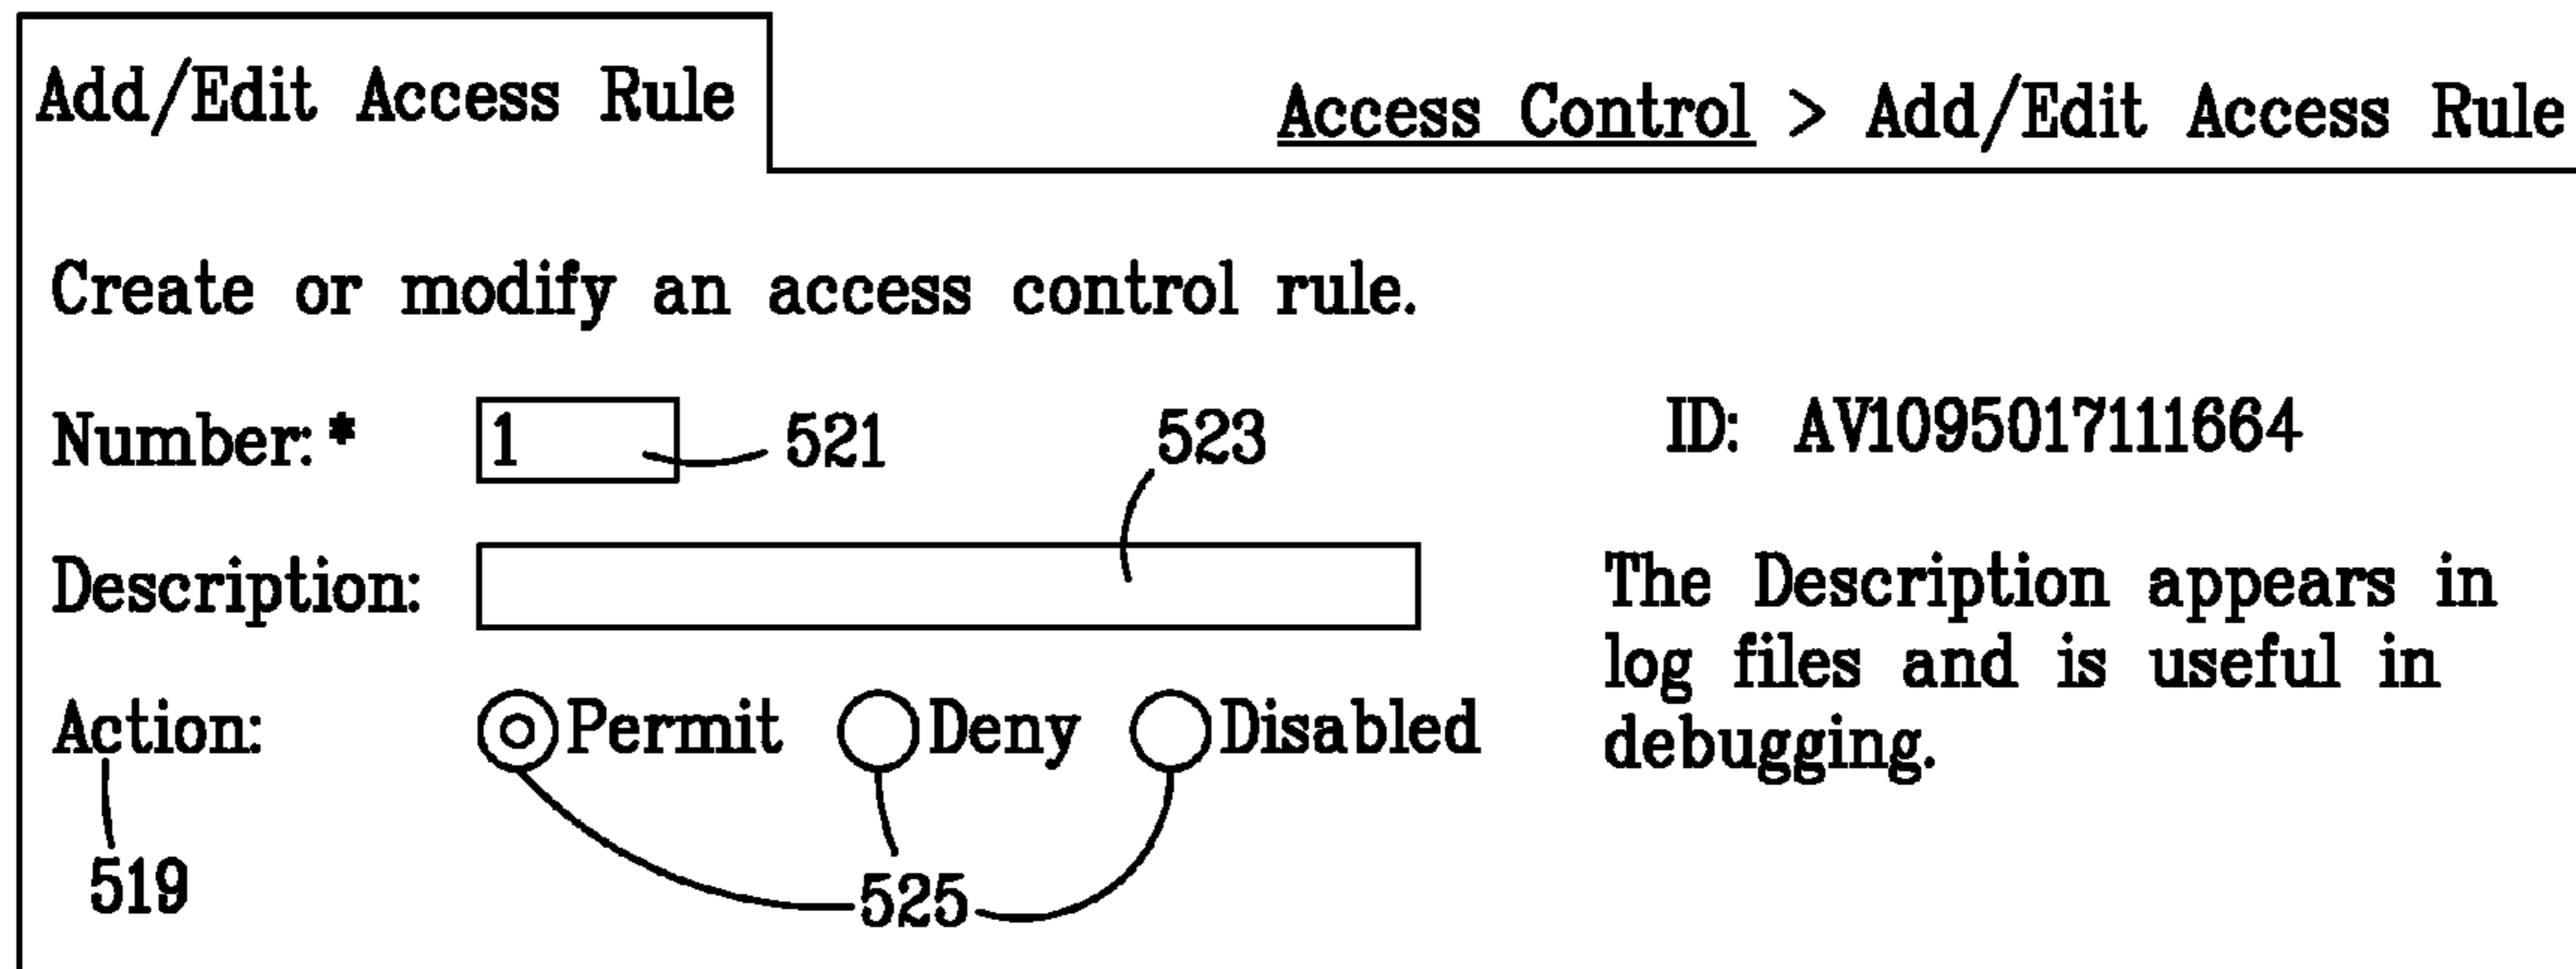 Add/Edit Access Rule
Access Control > Add/Edit Access Rule
Create or modify an access control rule.
Number:* 1 521 523 ID: AV1095017111664
Description: The Description appears in
log files and is useful in
debugging.
Action: Permit Deny Disabled
519 525